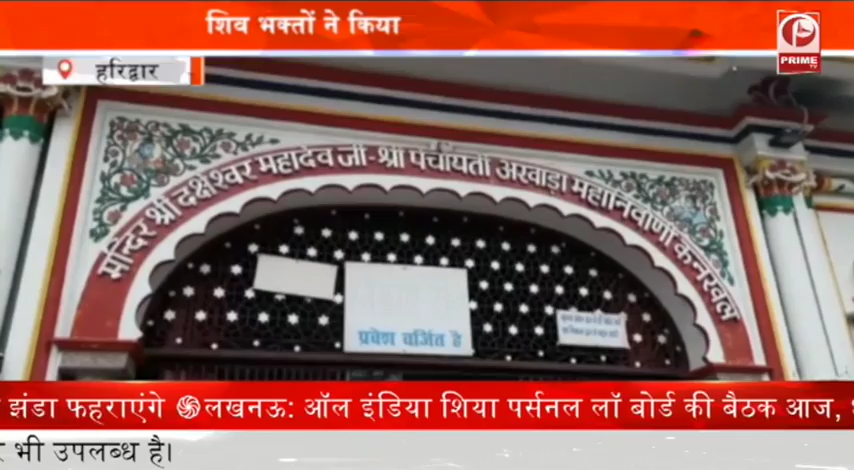 शिव भक्तों ने किया
PRIME
TV
हरिद्वार
मन्दिर श्री दक्षेश्वर महादेव जी-श्री पंचायती अखाड़ा महानिर्वाणी कनखल
प्रवेश वर्जित है
झंडा फहराएंगे लखनऊ: ऑल इंडिया शिया पर्सनल लॉ बोर्ड की बैठक आज,
भी उपलब्ध है।